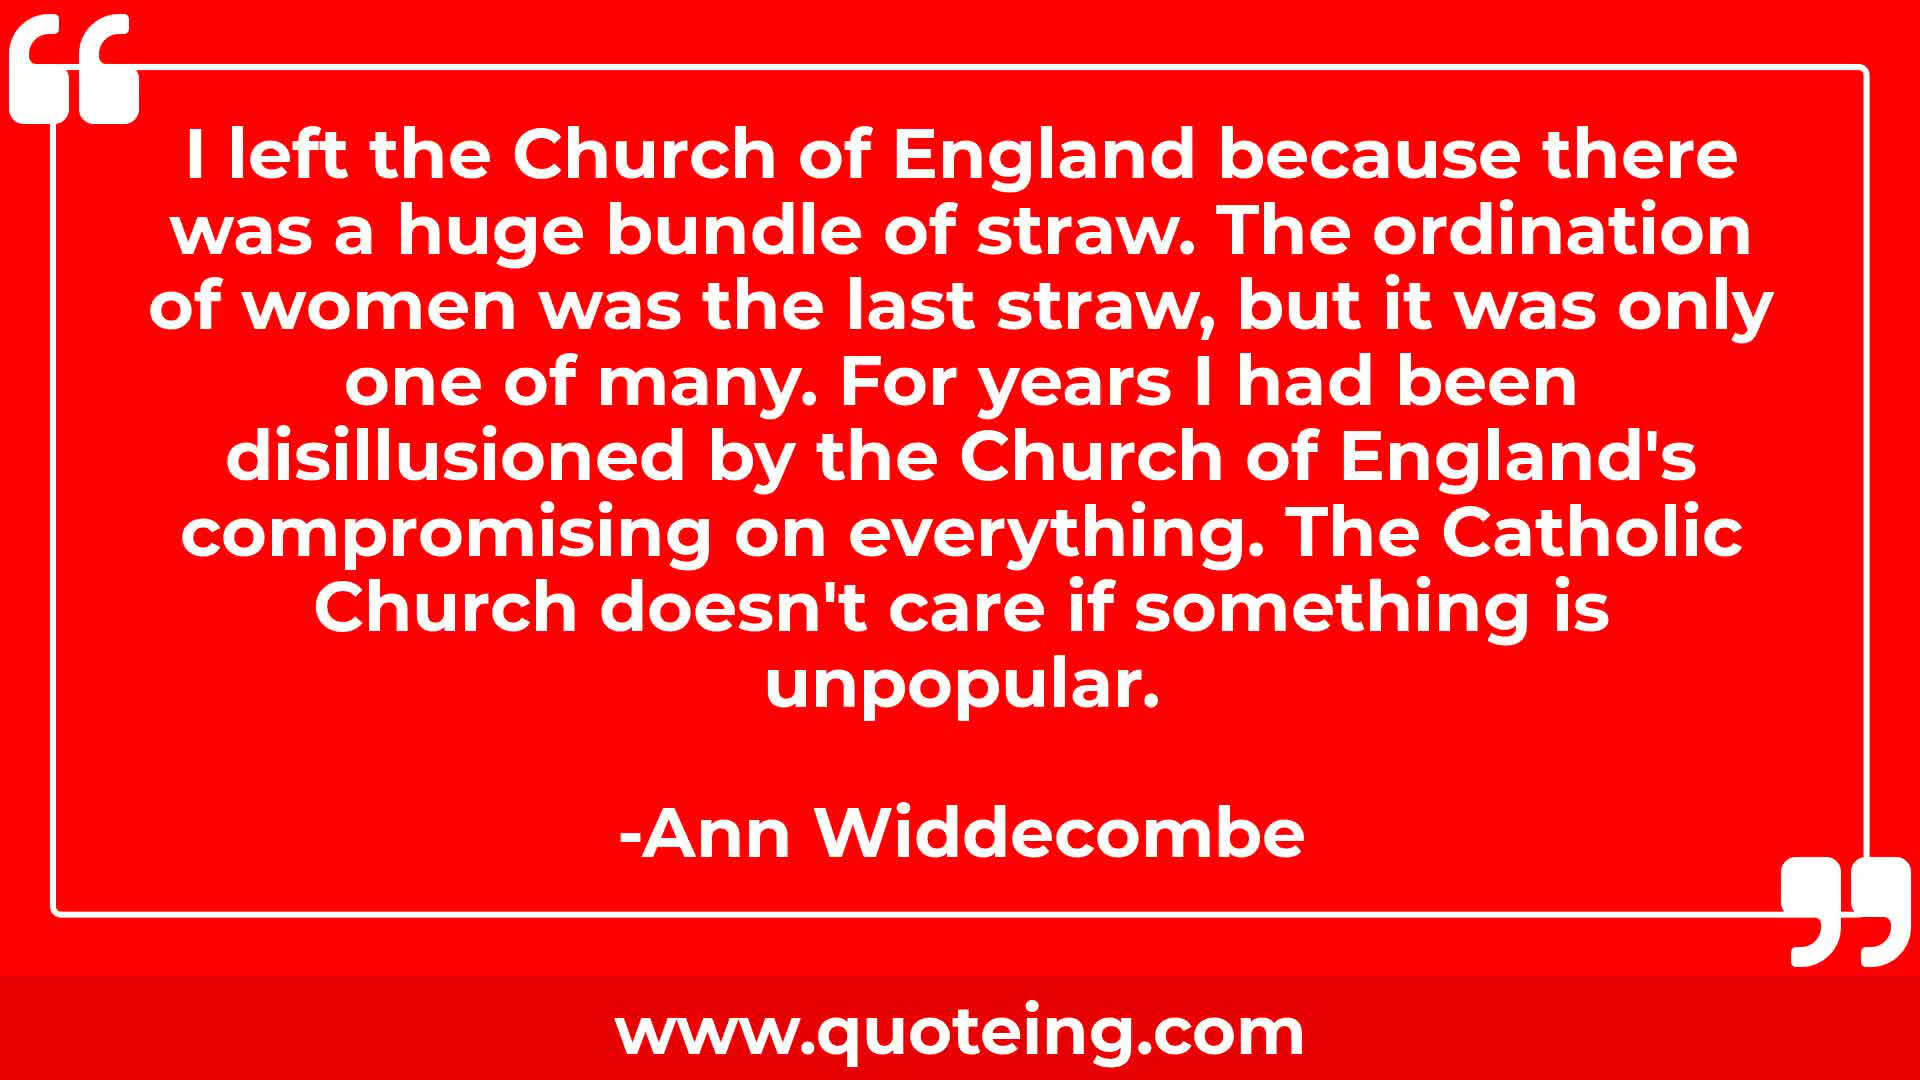 I left the Church of England because there
was a huge bundle of straw. The ordination
of women was the last straw, but it was only
one of many. For years I had been
disillusioned by the Church of England's
compromising on everything. The Catholic
Church doesn't care if something is
unpopular.
-Ann Widdecombe
www.quoteing.com